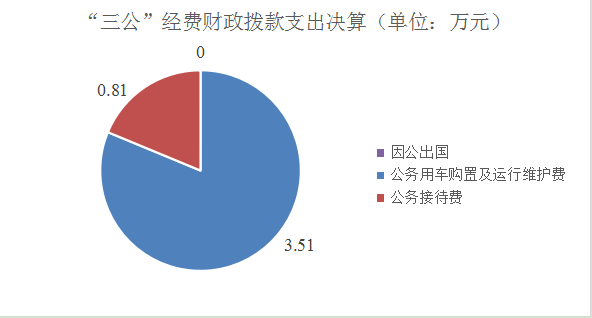 “三公”经费财政拨款支出决算（单位：万元）
0
0.81
因公出国
公务用车购置及运行维护费
公务接待费
3.51